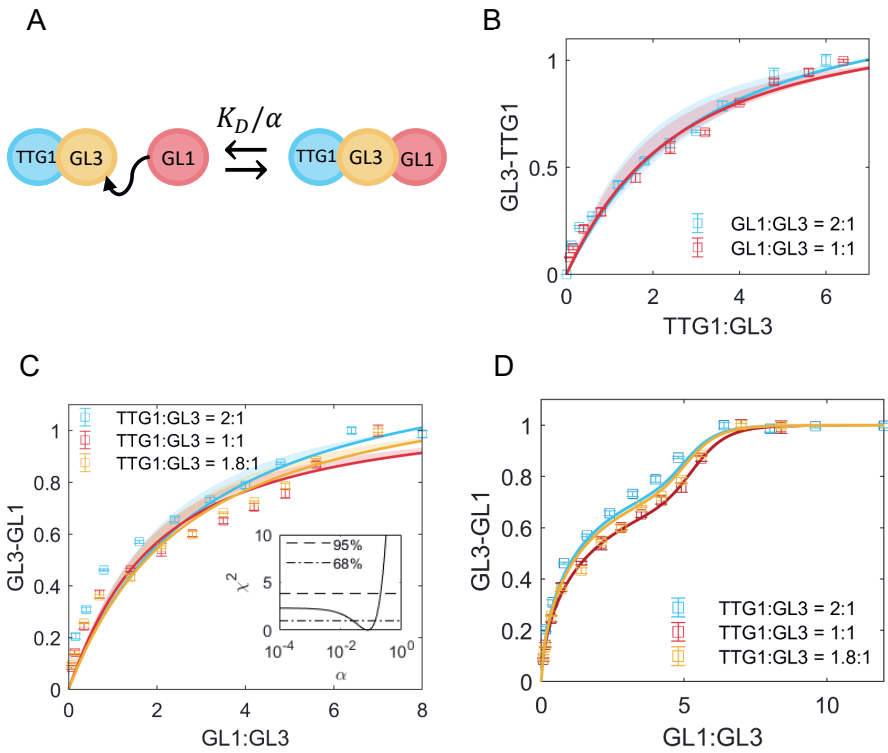 A
TTG1 GL3 GL1 K_D/α TTG1 GL3 GL1
B
GL3-TTG1
1
0.5
0
GL1:GL3 = 2:1
GL1:GL3 = 1:1
0 2 4 6
TTG1:GL3
C
GL3-GL1
1
0.8
0.6
0.4
0.2
0
TTG1:GL3 = 2:1
TTG1:GL3 = 1:1
TTG1:GL3 = 1.8:1
χ²
10
5
0
95%
68%
10⁻⁴ 10⁻² 10⁰
α
0 2 4 6 8
GL1:GL3
D
GL3-GL1
1
0.8
0.6
0.4
0.2
0
TTG1:GL3 = 2:1
TTG1:GL3 = 1:1
TTG1:GL3 = 1.8:1
0 5 10
GL1:GL3